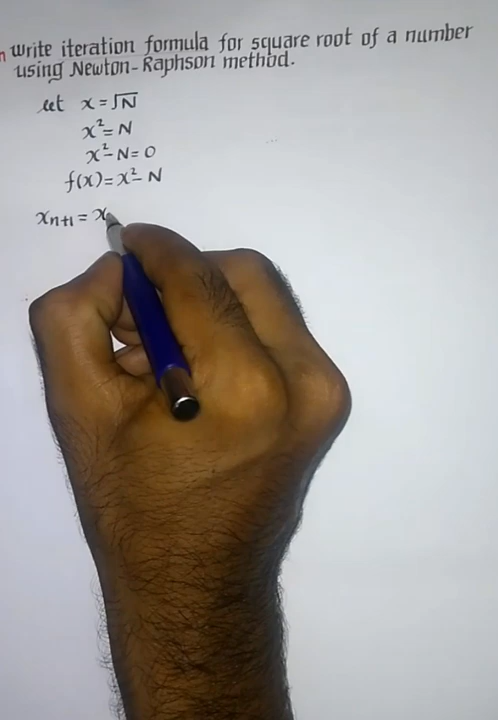 n write iteration formula for square root of a number
using Newton-Raphson method.
let x = √N
x² = N
x² - N = 0
f(x) = x² - N
xₙ₊₁ = x